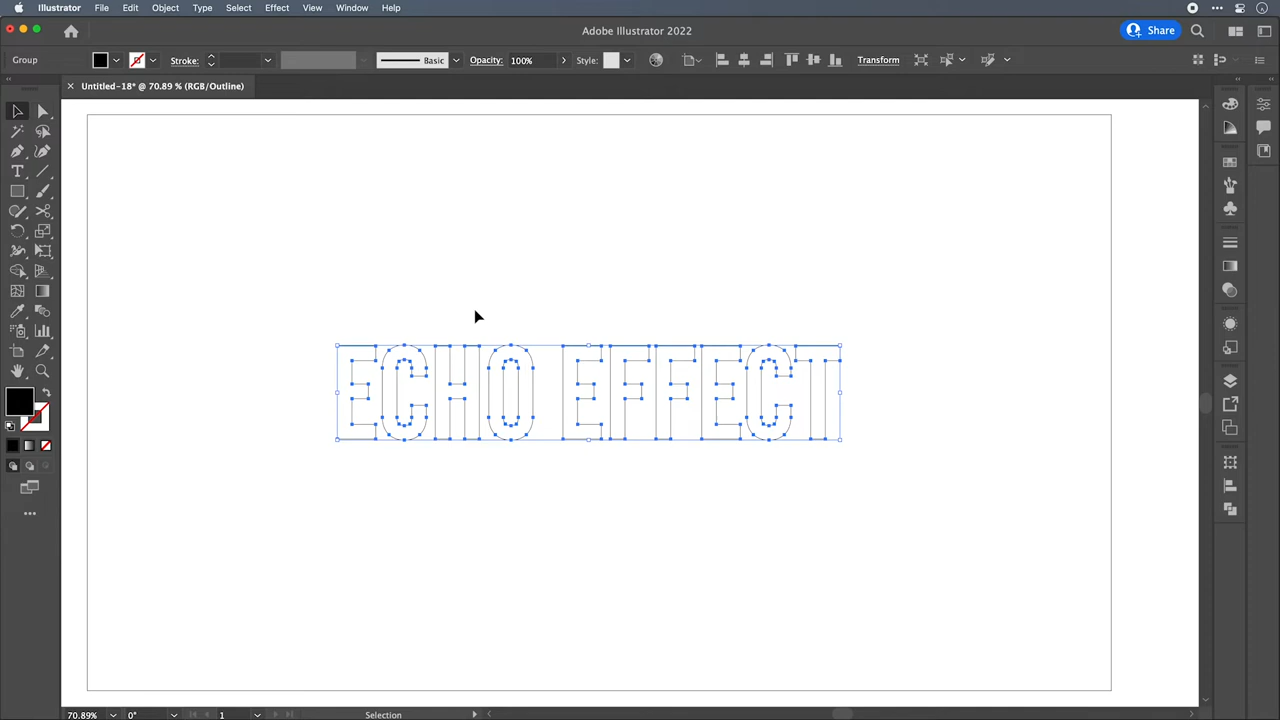 Illustrator File Edit Object Type Select Effect View Window Help
Adobe Illustrator 2022
Share
Group Stroke: Basic Opacity: 100% Style: Transform
Untitled-18* @ 70.89 % (RGB/Outline)
ECHO EFFECT
70.89% 0° 1 Selection